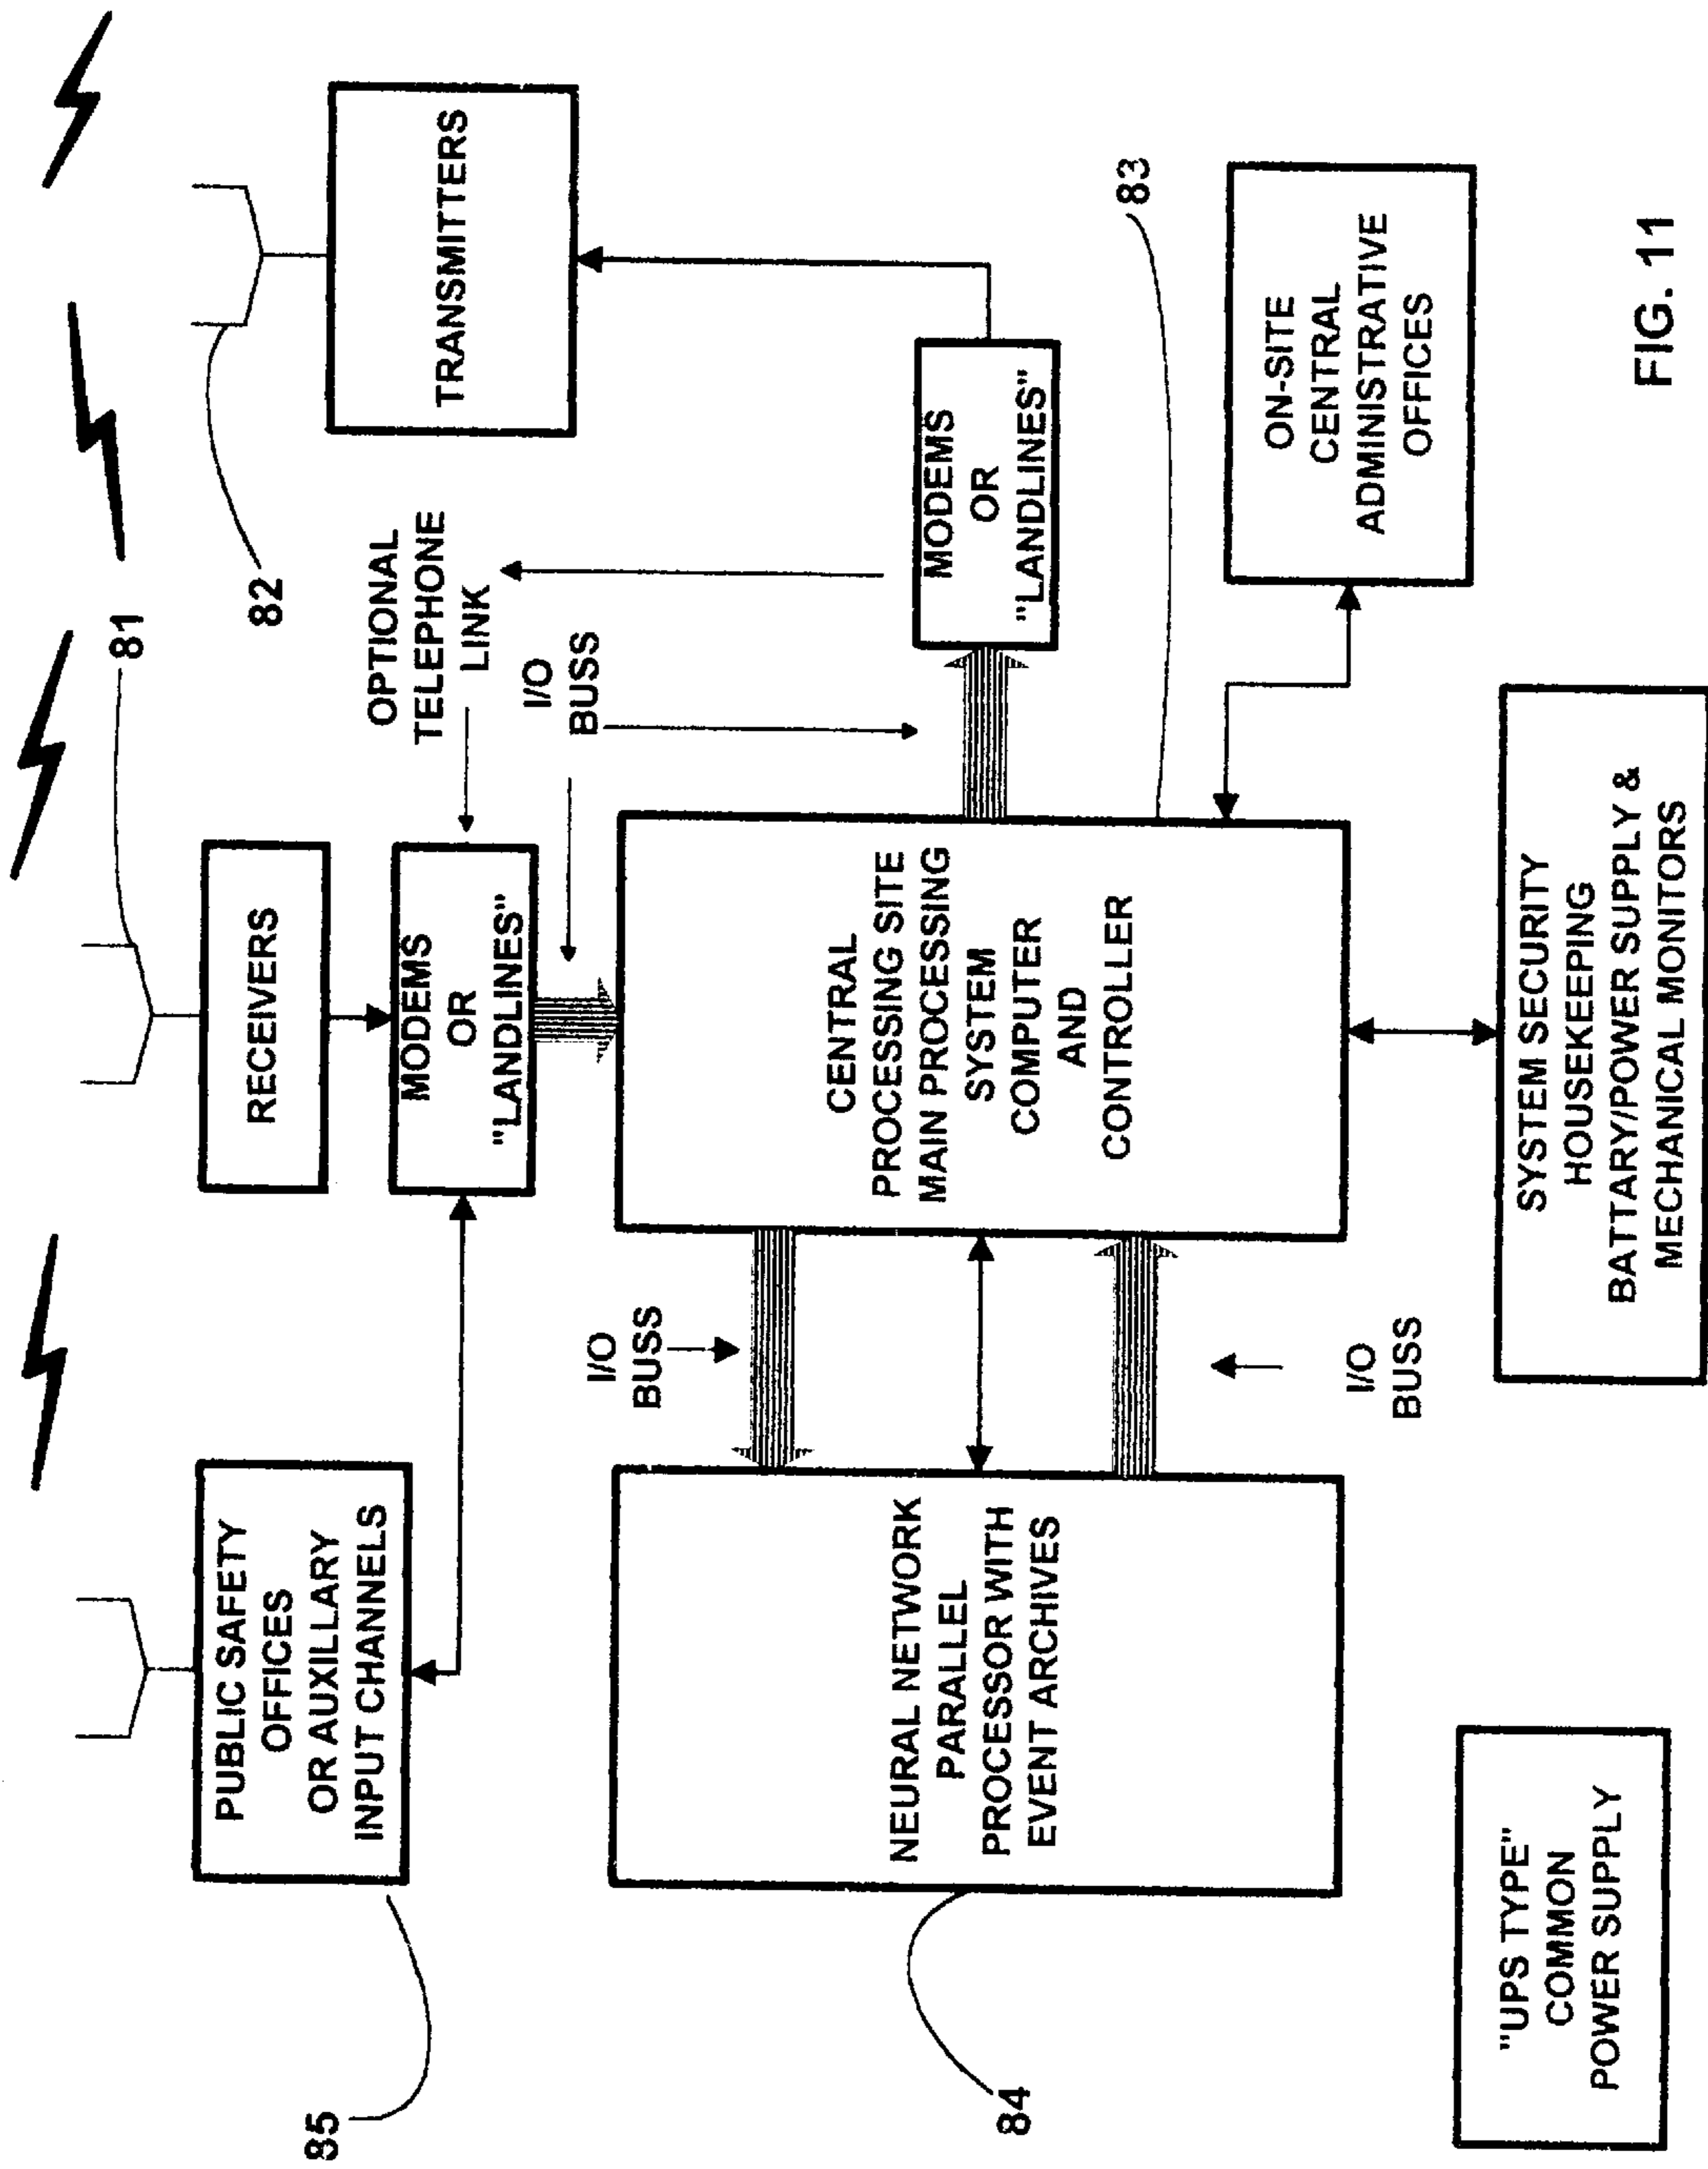 81
82
PUBLIC SAFETY
OFFICES
OR AUXILLARY
INPUT CHANNELS
85
RECEIVERS
MODEMS
OR
"LANDLINES"
OPTIONAL
TELEPHONE
LINK
I/O
BUSS
TRANSMITTERS
I/O
BUSS
NEURAL NETWORK
PARALLEL
PROCESSOR WITH
EVENT ARCHIVES
84
CENTRAL
PROCESSING SITE
MAIN PROCESSING
SYSTEM
COMPUTER
AND
CONTROLLER
MODEMS
OR
"LANDLINES"
83
I/O
BUSS
ON-SITE
CENTRAL
ADMINISTRATIVE
OFFICES
"UPS TYPE"
COMMON
POWER SUPPLY
SYSTEM SECURITY
HOUSEKEEPING
BATTARY/POWER SUPPLY &
MECHANICAL MONITORS
FIG. 11